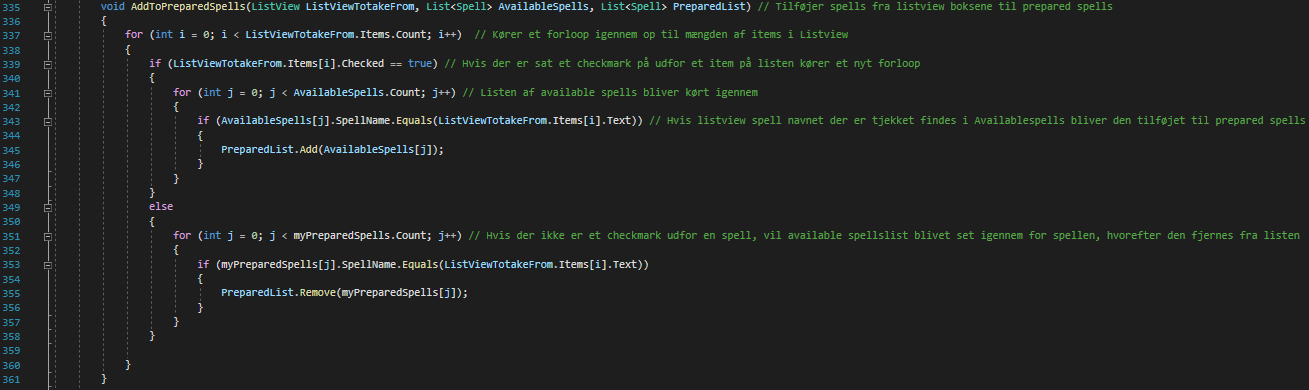 335 void AddToPreparedSpells(ListView ListViewTotakeFrom, List<Spell> AvailableSpells, List<Spell> PreparedList) // Tilføjer spells fra listview boksene til prepared spells
336 {
337 for (int i = 0; i < ListViewTotakeFrom.Items.Count; i++)  // Kører et forloop igennem op til mængden af items i Listview
338 {
339 if (ListViewTotakeFrom.Items[i].Checked == true) // Hvis der er sat et checkmark på udfor et item på listen kører et nyt forloop
340 {
341 for (int j = 0; j < AvailableSpells.Count; j++) // Listen af available spells bliver kørt igennem
342 {
343 if (AvailableSpells[j].SpellName.Equals(ListViewTotakeFrom.Items[i].Text)) // Hvis listview spell navnet der er tjekket findes i Availablespells bliver den tilføjet til prepared spells
344 {
345 PreparedList.Add(AvailableSpells[j]);
346 }
347 }
348 }
349 else
350 {
351 for (int j = 0; j < myPreparedSpells.Count; j++) // Hvis der ikke er et checkmark udfor en spell, vil available spellslist blivet set igennem for spellen, hvorefter den fjernes fra listen
352 {
353 if (myPreparedSpells[j].SpellName.Equals(ListViewTotakeFrom.Items[i].Text))
354 {
355 PreparedList.Remove(myPreparedSpells[j]);
356 }
357 }
358 }
359
360 }
361 }